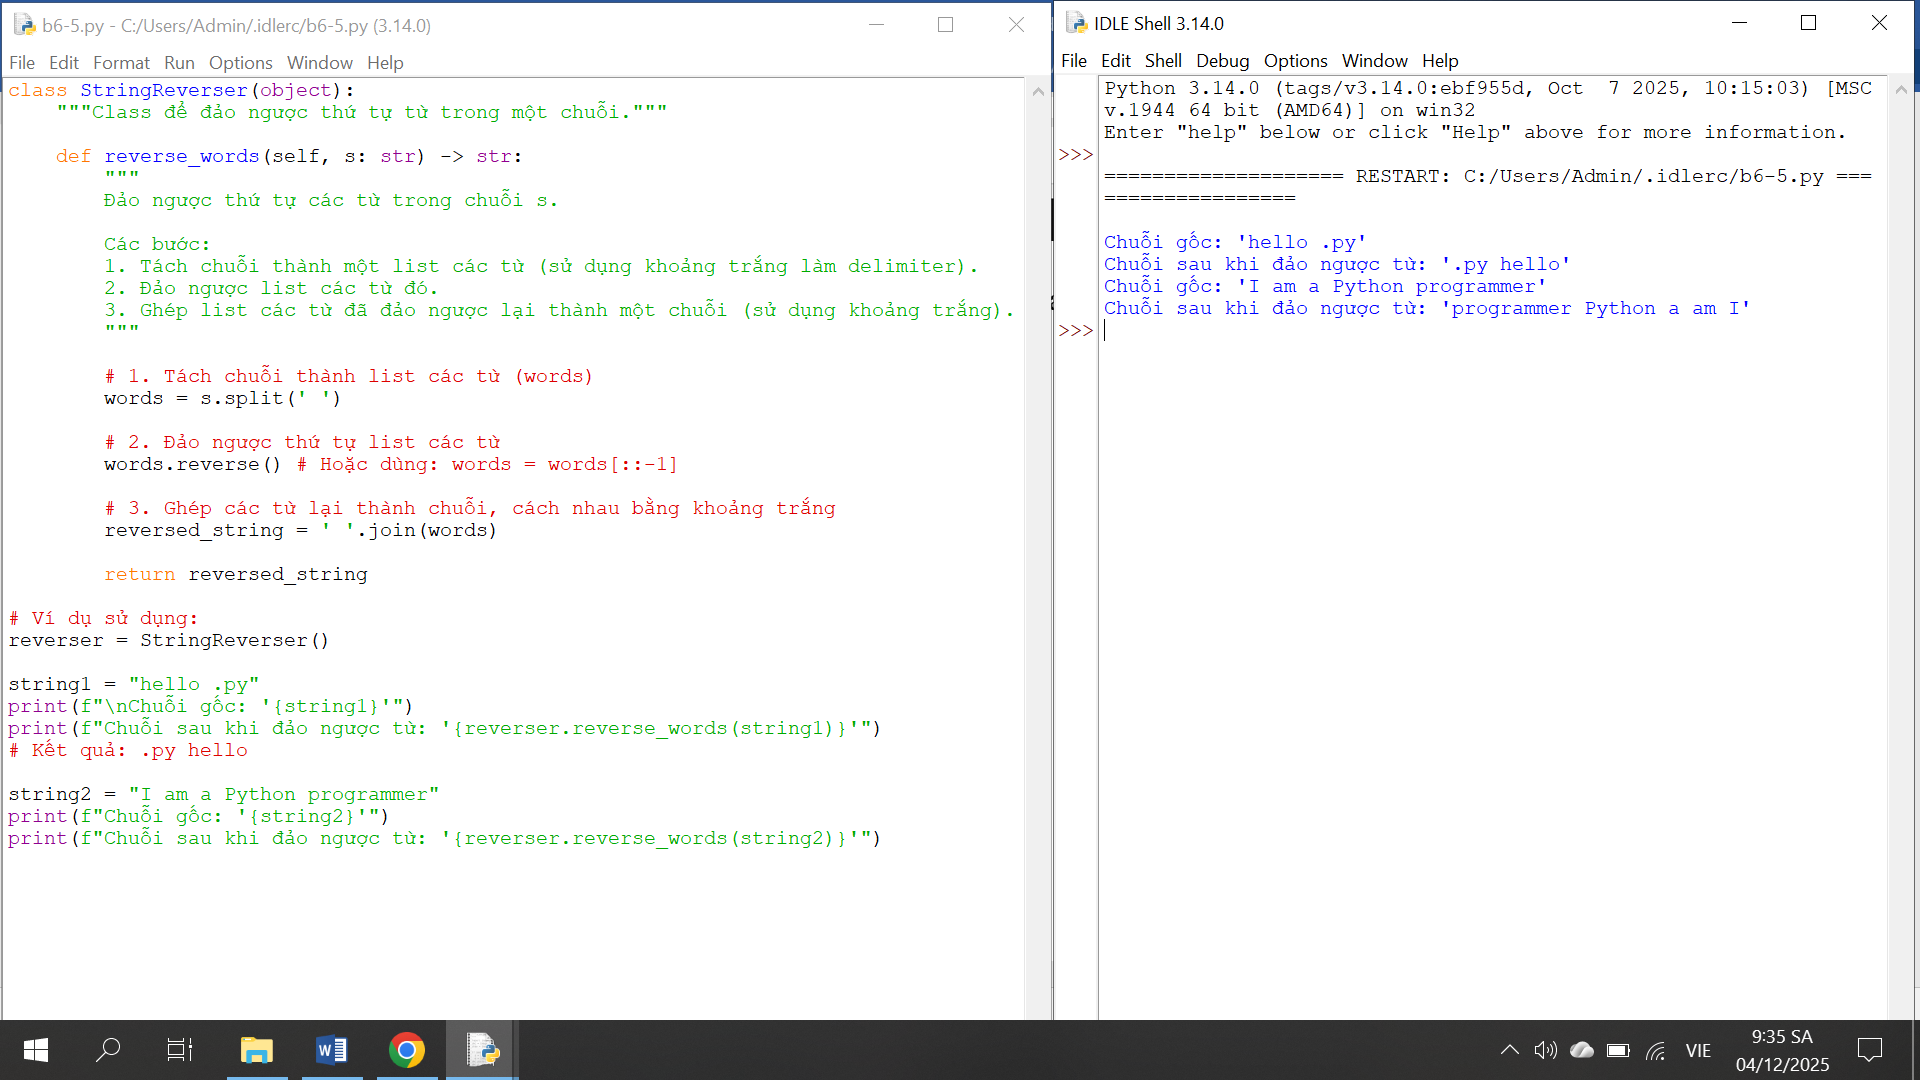 b6-5.py - C:/Users/Admin/.idlerc/b6-5.py (3.14.0)
File Edit Format Run Options Window Help
class StringReverser(object):
    """Class để đảo ngược thứ tự từ trong một chuỗi."""

    def reverse_words(self, s: str) -> str:
        """
        Đảo ngược thứ tự các từ trong chuỗi s.

        Các bước:
        1. Tách chuỗi thành một list các từ (sử dụng khoảng trắng làm delimiter).
        2. Đảo ngược list các từ đó.
        3. Ghép list các từ đã đảo ngược lại thành một chuỗi (sử dụng khoảng trắng).
        """

        # 1. Tách chuỗi thành list các từ (words)
        words = s.split(' ')

        # 2. Đảo ngược thứ tự list các từ
        words.reverse() # Hoặc dùng: words = words[::-1]

        # 3. Ghép các từ lại thành chuỗi, cách nhau bằng khoảng trắng
        reversed_string = ' '.join(words)

        return reversed_string

# Ví dụ sử dụng:
reverser = StringReverser()

string1 = "hello .py"
print(f"\nChuỗi gốc: '{string1}'")
print(f"Chuỗi sau khi đảo ngược từ: '{reverser.reverse_words(string1)}'")
# Kết quả: .py hello

string2 = "I am a Python programmer"
print(f"Chuỗi gốc: '{string2}'")
print(f"Chuỗi sau khi đảo ngược từ: '{reverser.reverse_words(string2)}'")
IDLE Shell 3.14.0
File Edit Shell Debug Options Window Help
Python 3.14.0 (tags/v3.14.0:ebf955d, Oct  7 2025, 10:15:03) [MSC
v.1944 64 bit (AMD64)] on win32
Enter "help" below or click "Help" above for more information.
>>>
==================== RESTART: C:/Users/Admin/.idlerc/b6-5.py ===
================

Chuỗi gốc: 'hello .py'
Chuỗi sau khi đảo ngược từ: '.py hello'
Chuỗi gốc: 'I am a Python programmer'
Chuỗi sau khi đảo ngược từ: 'programmer Python a am I'
>>>
VIE
9:35 SA
04/12/2025